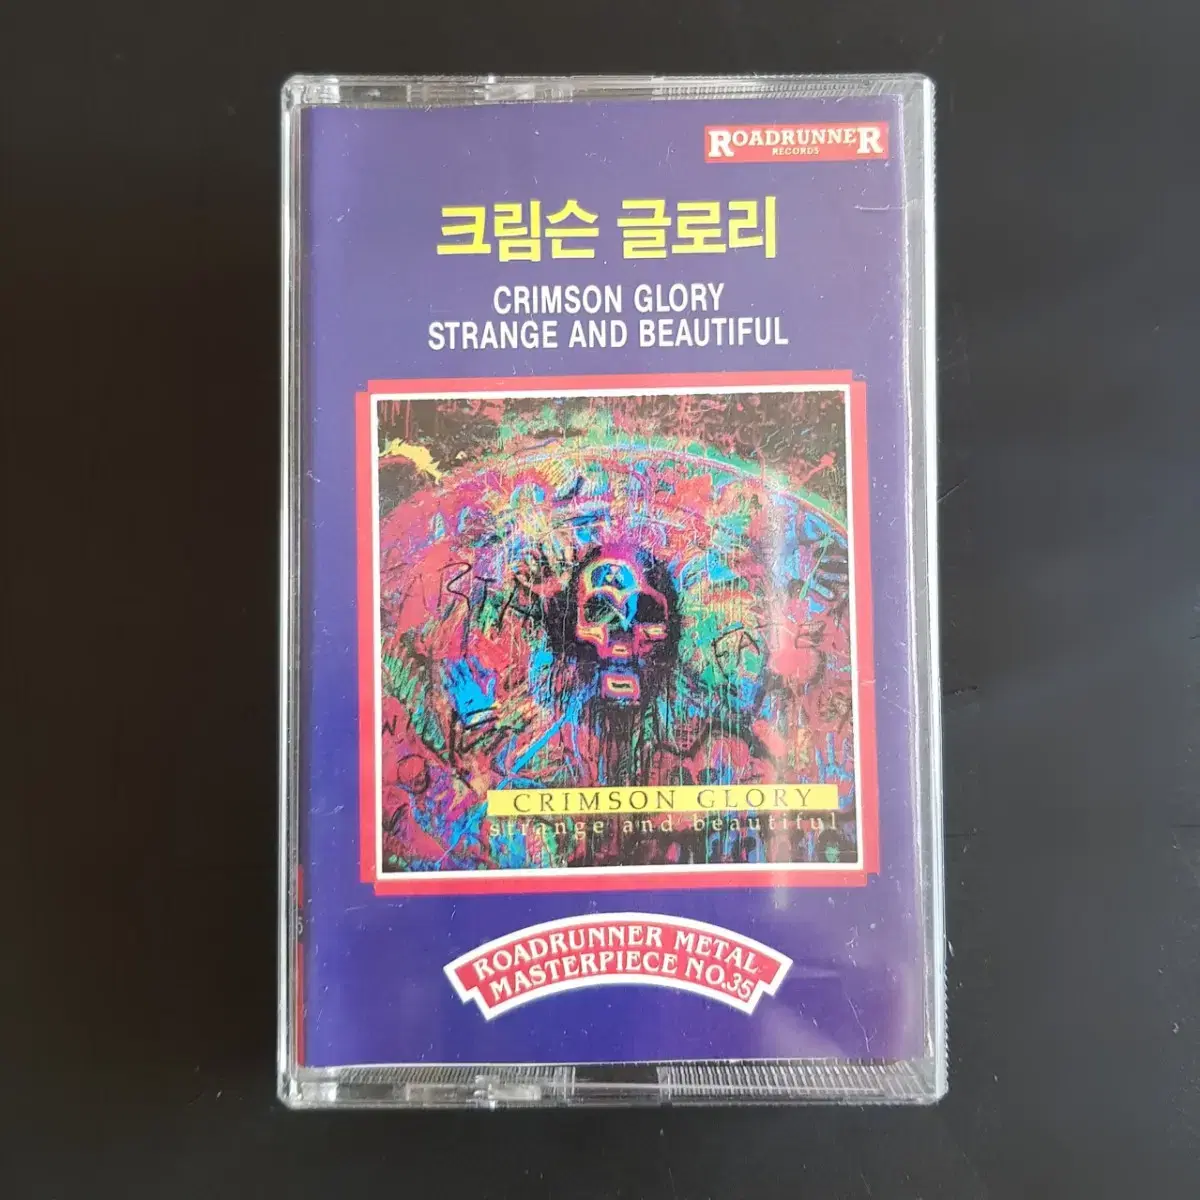 ROADRUNNER
RECORDS
크림슨 글로리
CRIMSON GLORY
STRANGE AND BEAUTIFUL
FATE
CRIMSON GLORY
strange and beautiful
ROADRUNNER METAL
MASTERPIECE NO.35